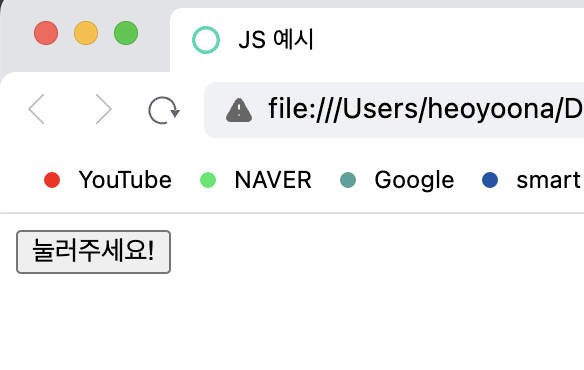 JS 예시
file:///Users/heoyoona/D
YouTube NAVER Google smart
눌러주세요!